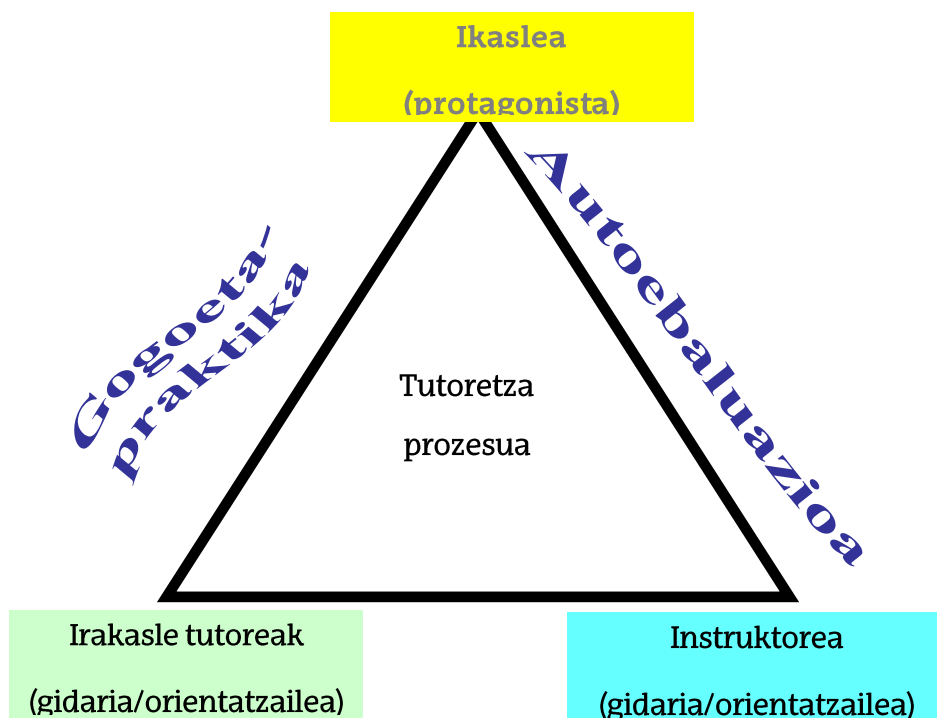 Ikaslea
(protagonista)
Gogoeta-
praktika
Autoebaluazioa
Tutoretza
prozesua
Irakasle tutoreak
(gidaria/orientatzailea)
Instruktorea
(gidaria/orientatzailea)